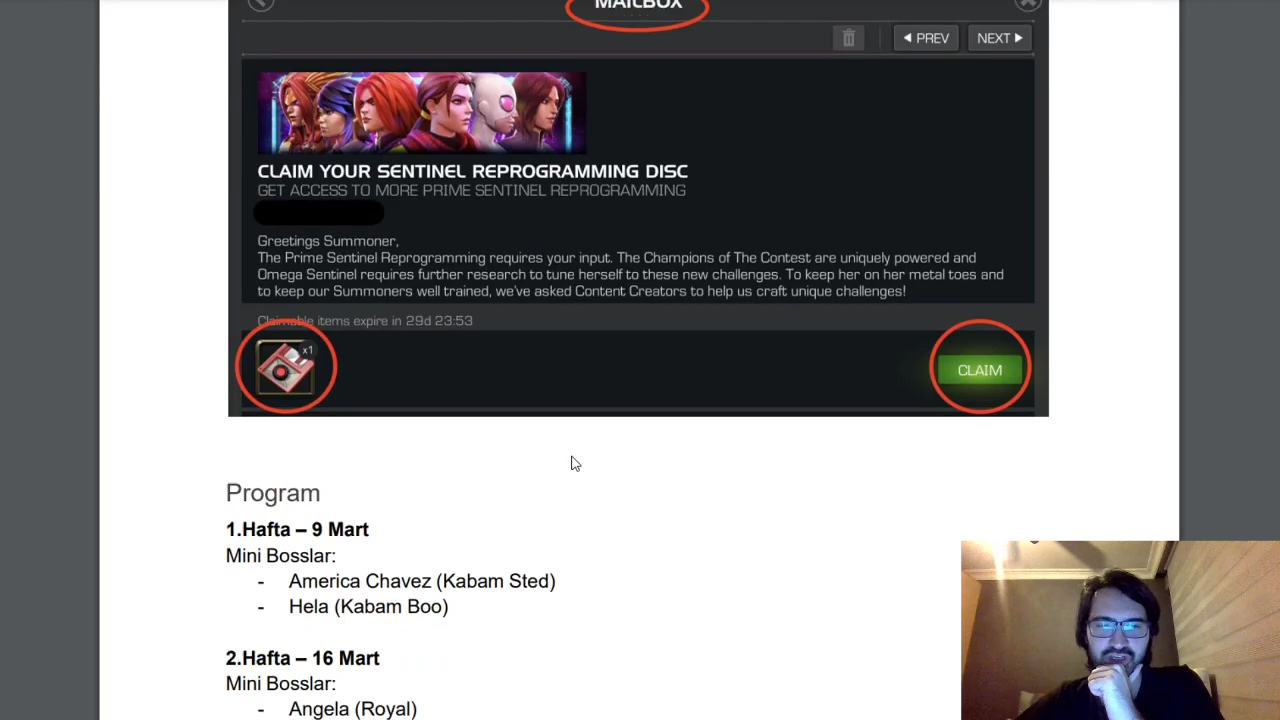 MAILBOX
◀ PREV
NEXT ▶
CLAIM YOUR SENTINEL REPROGRAMMING DISC
GET ACCESS TO MORE PRIME SENTINEL REPROGRAMMING
Greetings Summoner,
The Prime Sentinel Reprogramming requires your input. The Champions of The Contest are uniquely powered and
Omega Sentinel requires further research to tune herself to these new challenges. To keep her on her metal toes and
to keep our Summoners well trained, we've asked Content Creators to help us craft unique challenges!
Claimable items expire in 29d 23:53
x1
CLAIM
Program
1.Hafta – 9 Mart
Mini Bosslar:
- America Chavez (Kabam Sted)
- Hela (Kabam Boo)
2.Hafta – 16 Mart
Mini Bosslar:
- Angela (Royal)